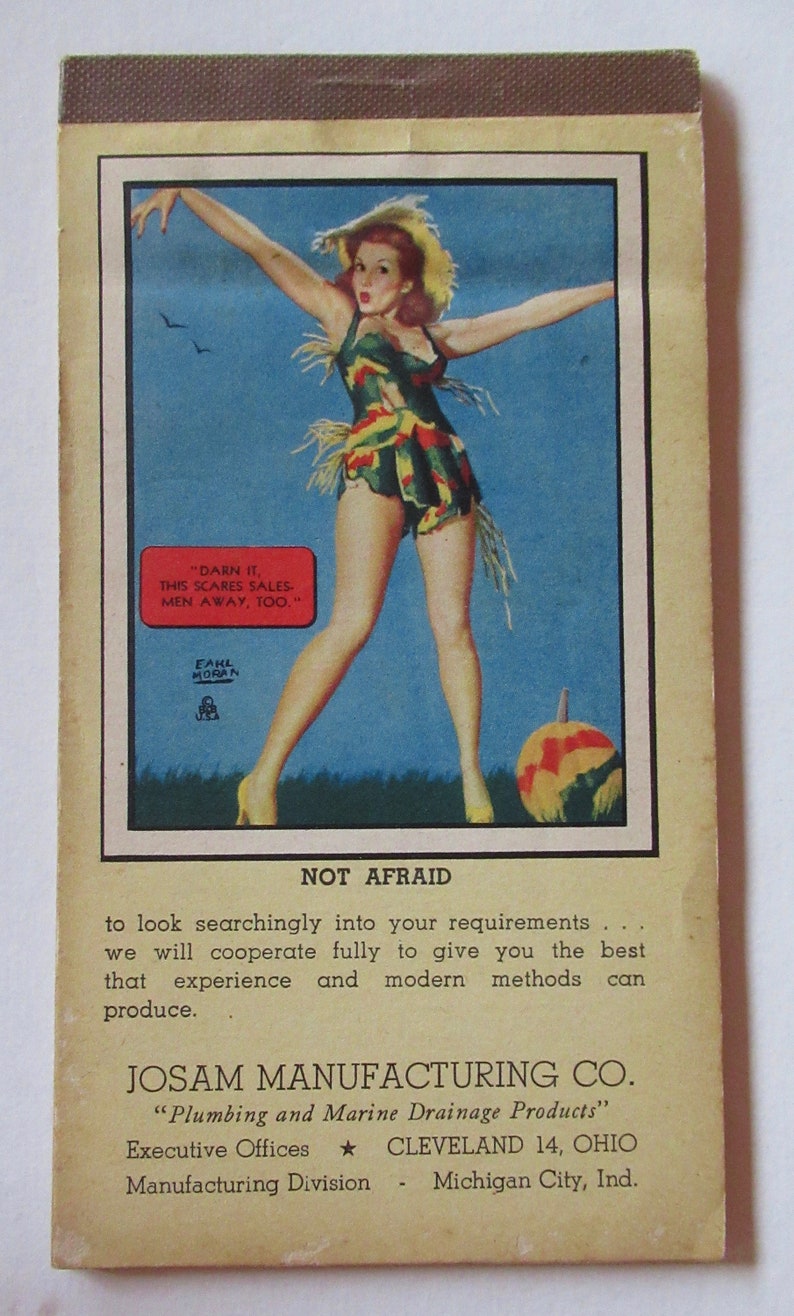 "DARN IT,
THIS SCARES SALES-
MEN AWAY, TOO."
EARL
MORAN
©
B&B
U.S.A
NOT AFRAID
to look searchingly into your requirements . . .
we will cooperate fully to give you the best
that experience and modern methods can
produce. .
JOSAM MANUFACTURING CO.
"Plumbing and Marine Drainage Products"
Executive Offices ★ CLEVELAND 14, OHIO
Manufacturing Division - Michigan City, Ind.